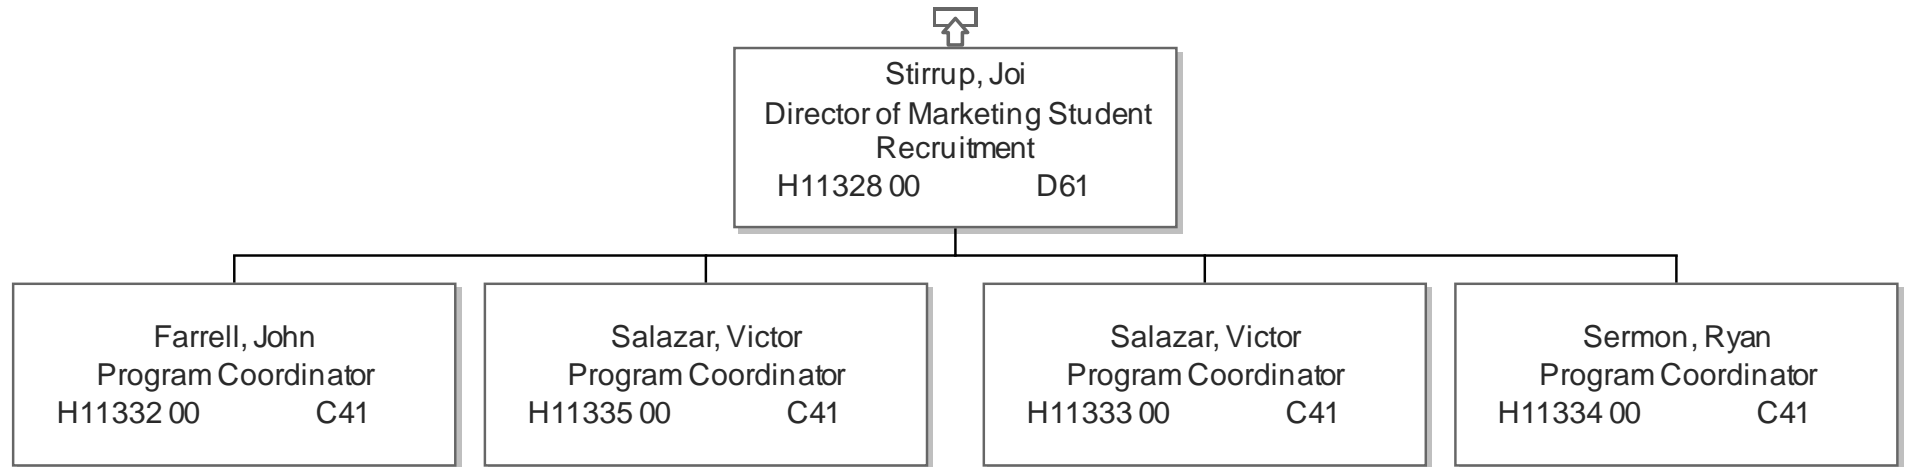 Stirrup, Joi
Director of Marketing Student
Recruitment
H11328 00 D61
Farrell, John
Program Coordinator
H11332 00 C41
Salazar, Victor
Program Coordinator
H11335 00 C41
Salazar, Victor
Program Coordinator
H11333 00 C41
Sermon, Ryan
Program Coordinator
H11334 00 C41